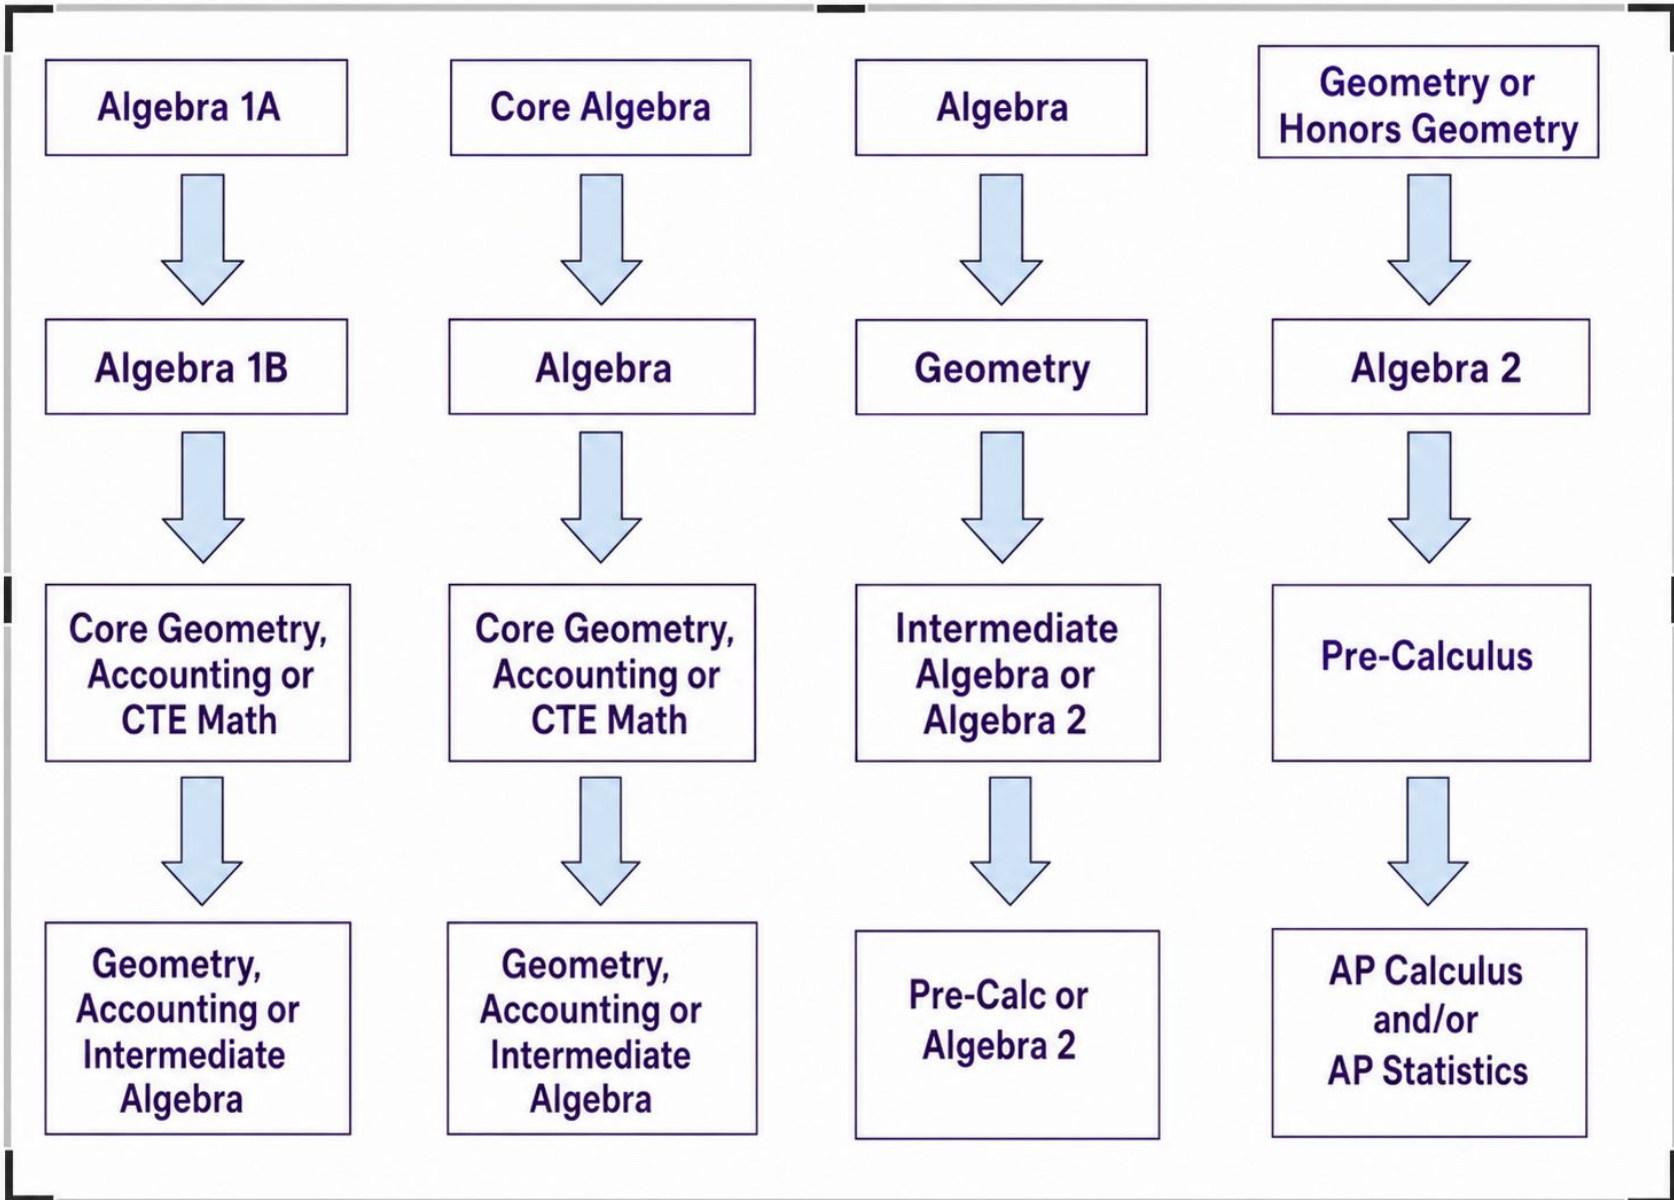 Algebra 1A
Core Algebra
Algebra
Geometry or
Honors Geometry
Algebra 1B
Algebra
Geometry
Algebra 2
Core Geometry,
Accounting or
CTE Math
Core Geometry,
Accounting or
CTE Math
Intermediate
Algebra or
Algebra 2
Pre-Calculus
Geometry,
Accounting or
Intermediate
Algebra
Geometry,
Accounting or
Intermediate
Algebra
Pre-Calc or
Algebra 2
AP Calculus
and/or
AP Statistics